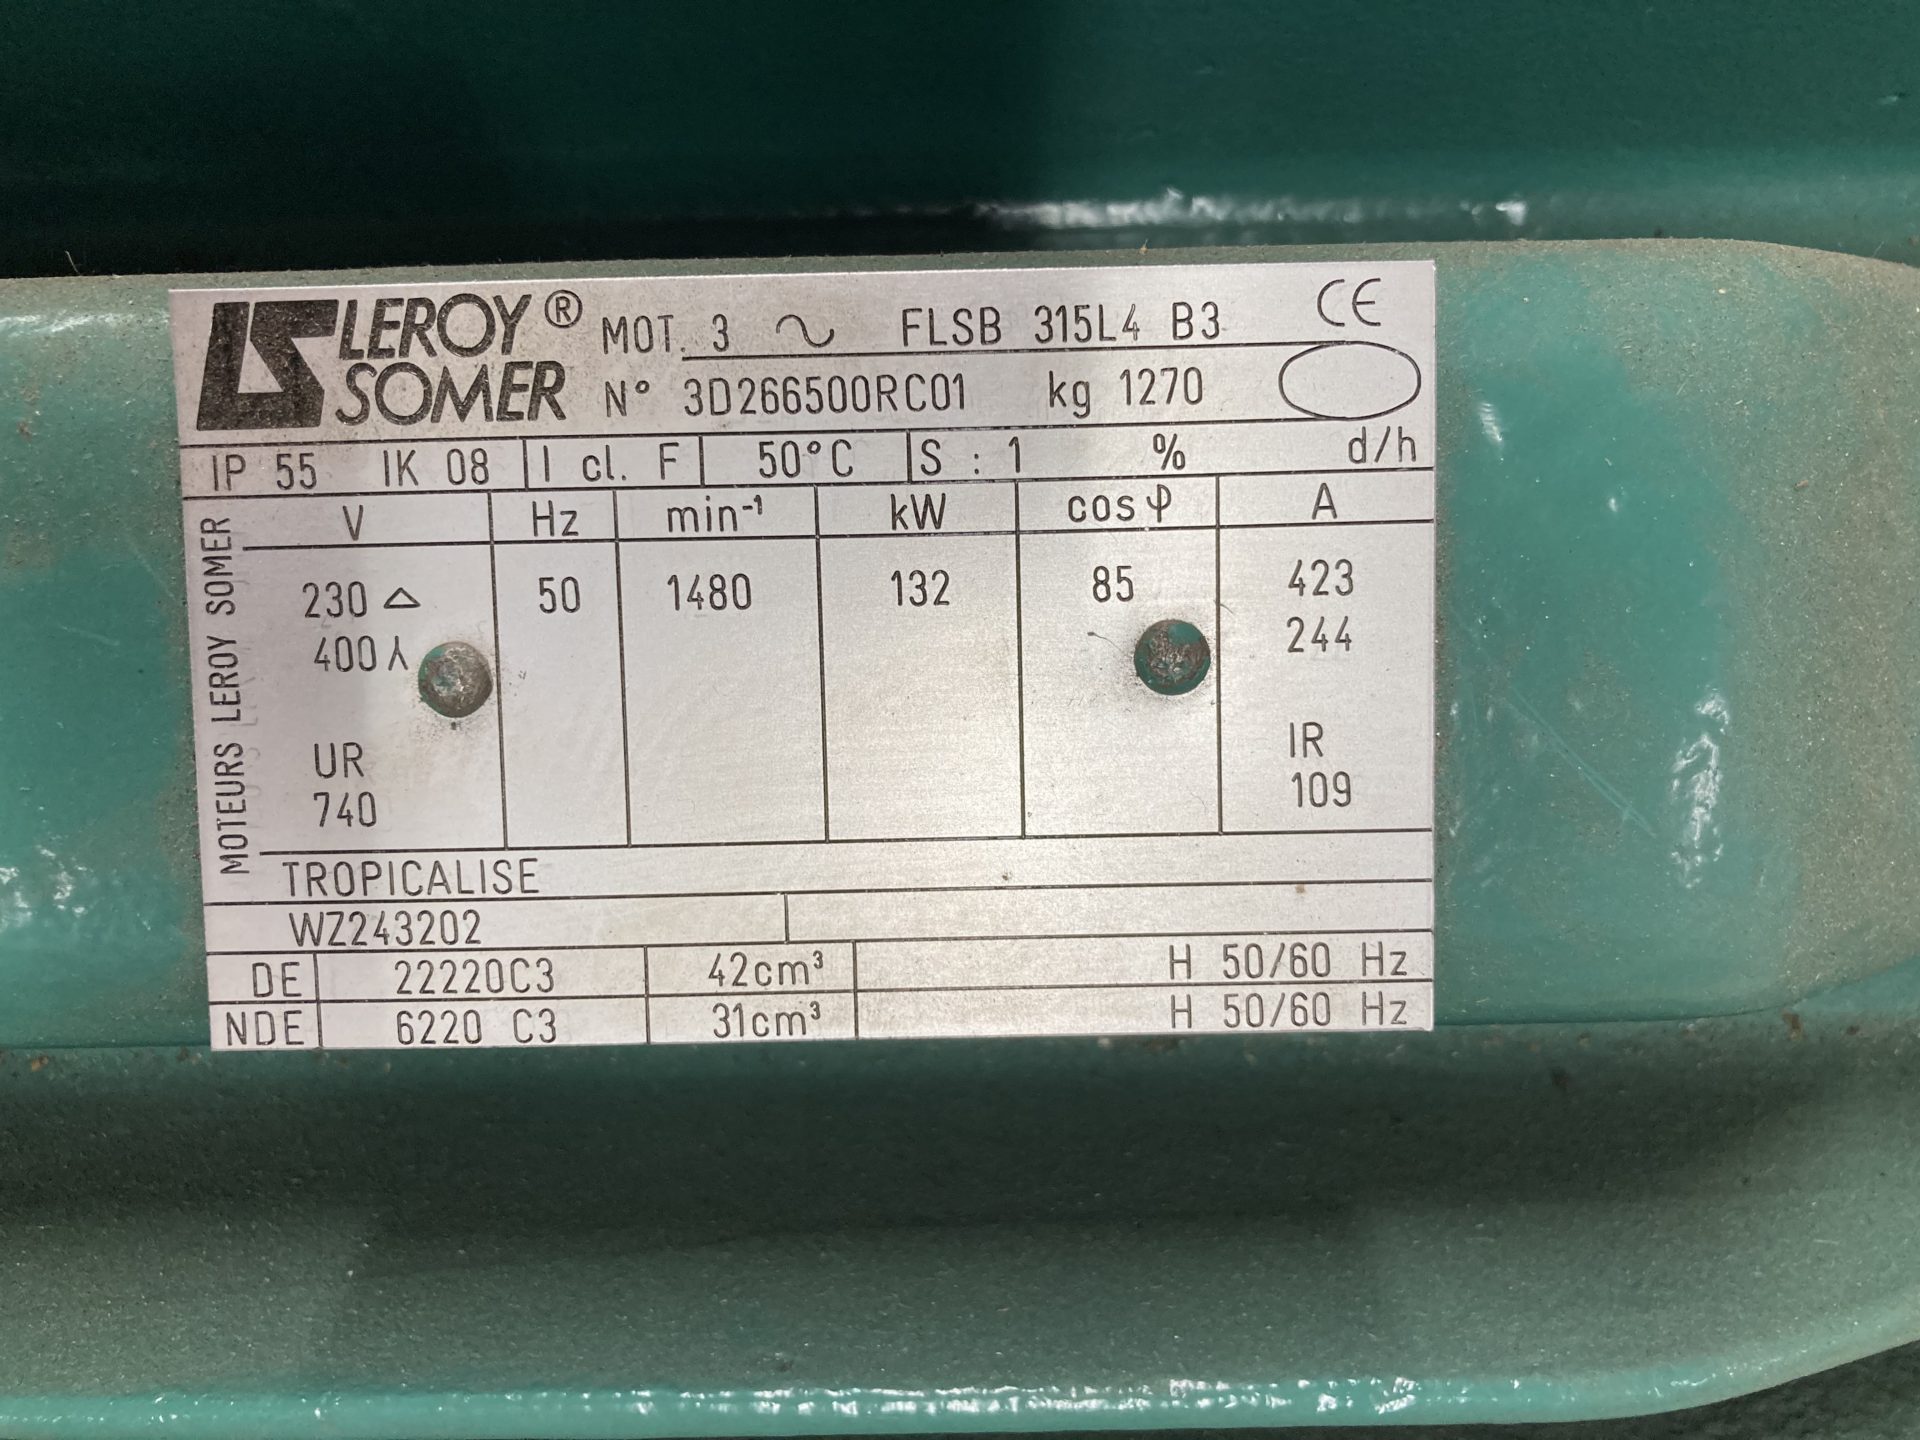 LS LEROY® SOMER
MOT. 3 ~ FLSB 315L4 B3 CE
N° 3D266500RC01 kg 1270
IP 55 IK 08 I cl. F 50°C S : 1 % d/h
MOTEURS LEROY SOMER
V Hz min-¹ kW cos φ A
230 △ 50 1480 132 85 423
400 ⅄ 244
UR IR
740 109
TROPICALISE
WZ243202
DE 22220C3 42cm³ H 50/60 Hz
NDE 6220 C3 31cm³ H 50/60 Hz